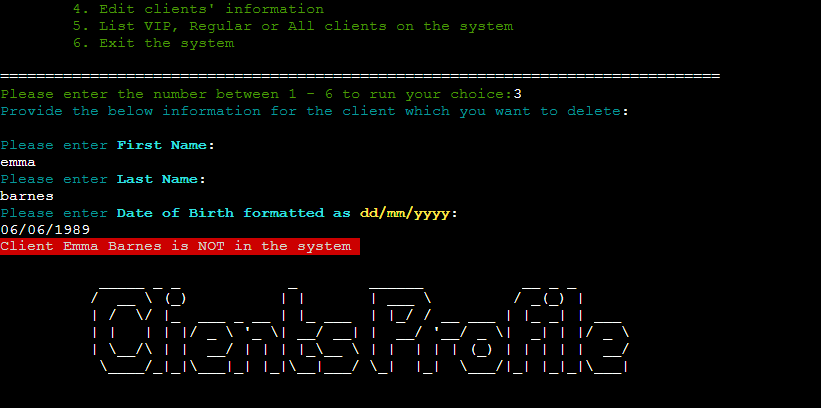 4. Edit clients' information
5. List VIP, Regular or All clients on the system
6. Exit the system
================================================================================
Please enter the number between 1 - 6 to run your choice:3
Provide the below information for the client which you want to delete:
Please enter First Name:
emma
Please enter Last Name:
barnes
Please enter Date of Birth formatted as dd/mm/yyyy:
06/06/1989
Client Emma Barnes is NOT in the system
ClientsProfile